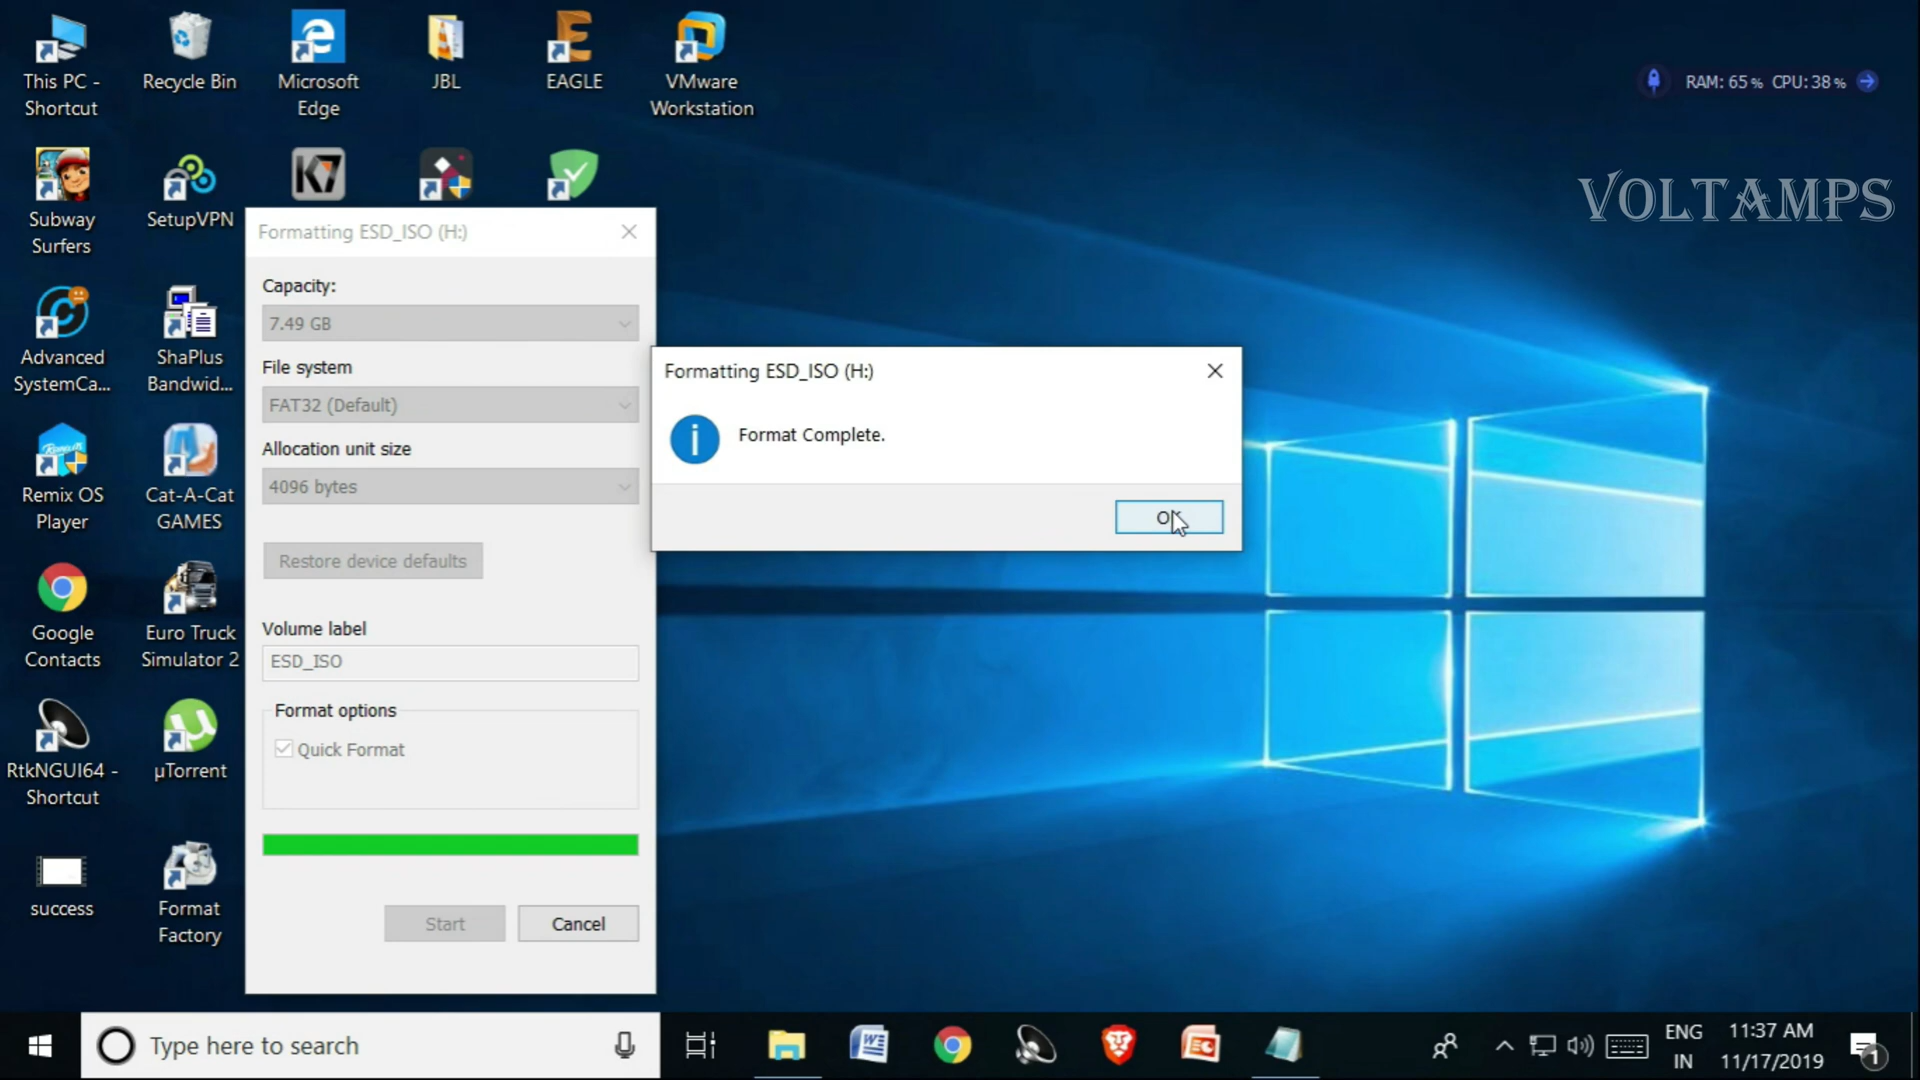 This PC -
Shortcut
Recycle Bin
Microsoft
Edge
JBL
EAGLE
VMware
Workstation
RAM: 65 % CPU: 38 %
VOLTAMPS
K7
Subway
Surfers
SetupVPN
Formatting ESD_ISO (H:)
Capacity:
7.49 GB
File system
FAT32 (Default)
Allocation unit size
4096 bytes
Restore device defaults
Volume label
ESD_ISO
Format options
Quick Format
Start
Cancel
Formatting ESD_ISO (H:)
Format Complete.
OK
Advanced
SystemCa...
ShaPlus
Bandwid...
Remix OS
Player
Cat-A-Cat
GAMES
Google
Contacts
Euro Truck
Simulator 2
RtkNGUI64 -
Shortcut
µTorrent
success
Format
Factory
Type here to search
ENG
IN
11:37 AM
11/17/2019
1